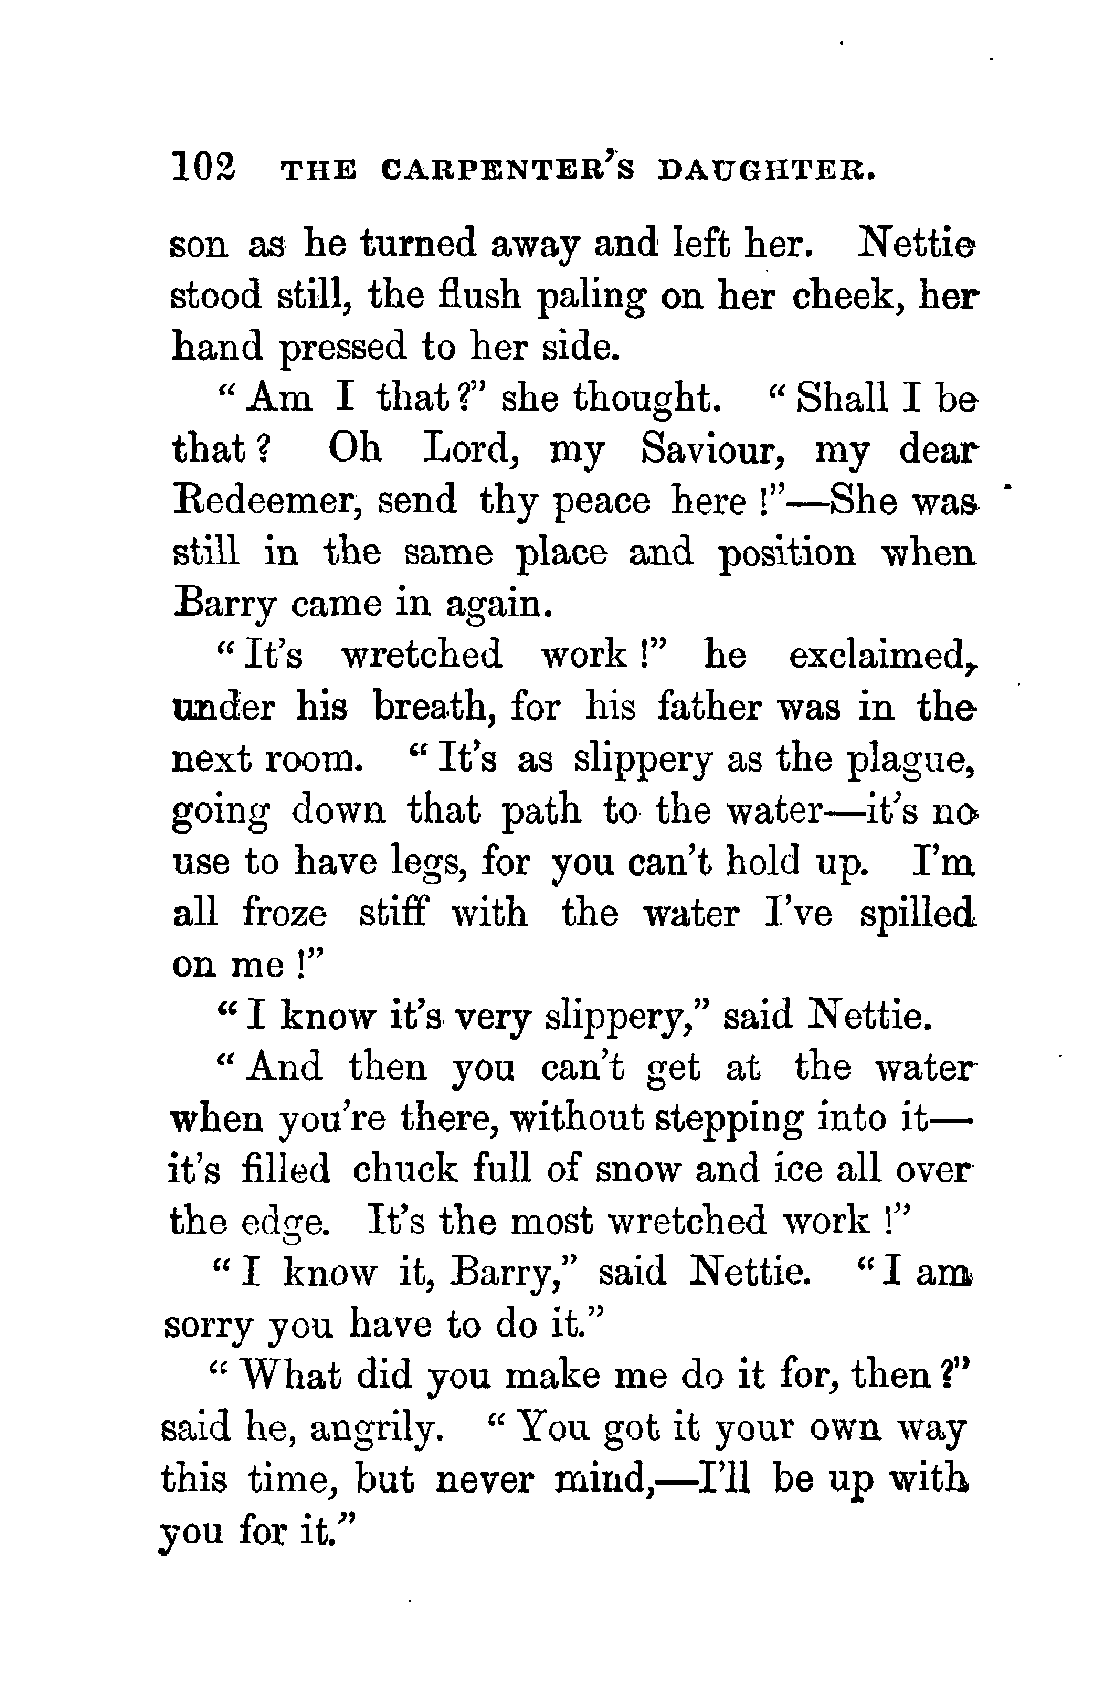 102 THE CARPENTER'S DAUGHTER.
son as he turned away and left her. Nettie
stood still, the flush paling on her cheek, her
hand pressed to her side.
“ Am I that ?” she thought. “ Shall I be
that ? Oh Lord, my Saviour, my dear
Redeemer, send thy peace here !”—She was
still in the same place and position when
Barry came in again.
“ It's wretched work !” he exclaimed,
under his breath, for his father was in the
next room. “ It's as slippery as the plague,
going down that path to the water—it's no
use to have legs, for you can't hold up. I'm
all froze stiff with the water I've spilled
on me !”
“ I know it's very slippery,” said Nettie.
“ And then you can't get at the water
when you're there, without stepping into it—
it's filled chuck full of snow and ice all over
the edge. It's the most wretched work !”
“ I know it, Barry,” said Nettie. “ I am
sorry you have to do it.”
“ What did you make me do it for, then ?”
said he, angrily. “ You got it your own way
this time, but never mind,—I'll be up with
you for it.”